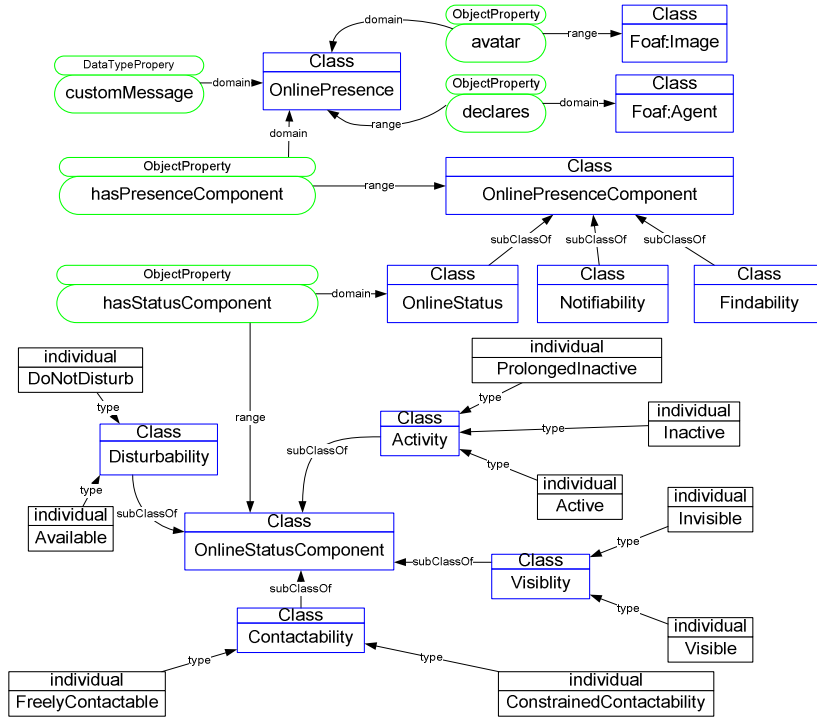 ObjectProperty
avatar
domain
range
Class
Foaf:Image
DataTypePropery
customMessage
domain
Class
OnlinePresence
ObjectProperty
declares
range
domain
Class
Foaf:Agent
domain
ObjectProperty
hasPresenceComponent
range
Class
OnlinePresenceComponent
subClassOf
subClassOf
subClassOf
ObjectProperty
hasStatusComponent
domain
Class
OnlineStatus
Class
Notifiability
Class
Findability
range
individual
DoNotDisturb
type
Class
Disturbability
type
individual
Available
subClassOf
individual
ProlongedInactive
type
Class
Activity
type
individual
Inactive
subClassOf
type
individual
Active
Class
OnlineStatusComponent
subClassOf
Class
Visiblity
type
individual
Invisible
type
individual
Visible
subClassOf
Class
Contactability
type
individual
FreelyContactable
type
individual
ConstrainedContactability